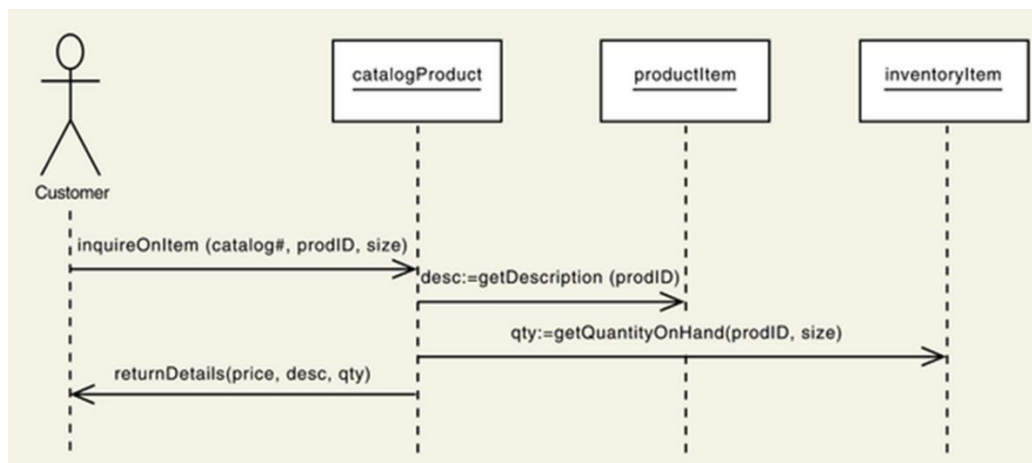 catalogProduct
productItem
inventoryItem
Customer
inquireOnItem (catalog#, prodID, size)
desc:=getDescription (prodID)
qty:=getQuantityOnHand(prodID, size)
returnDetails(price, desc, qty)